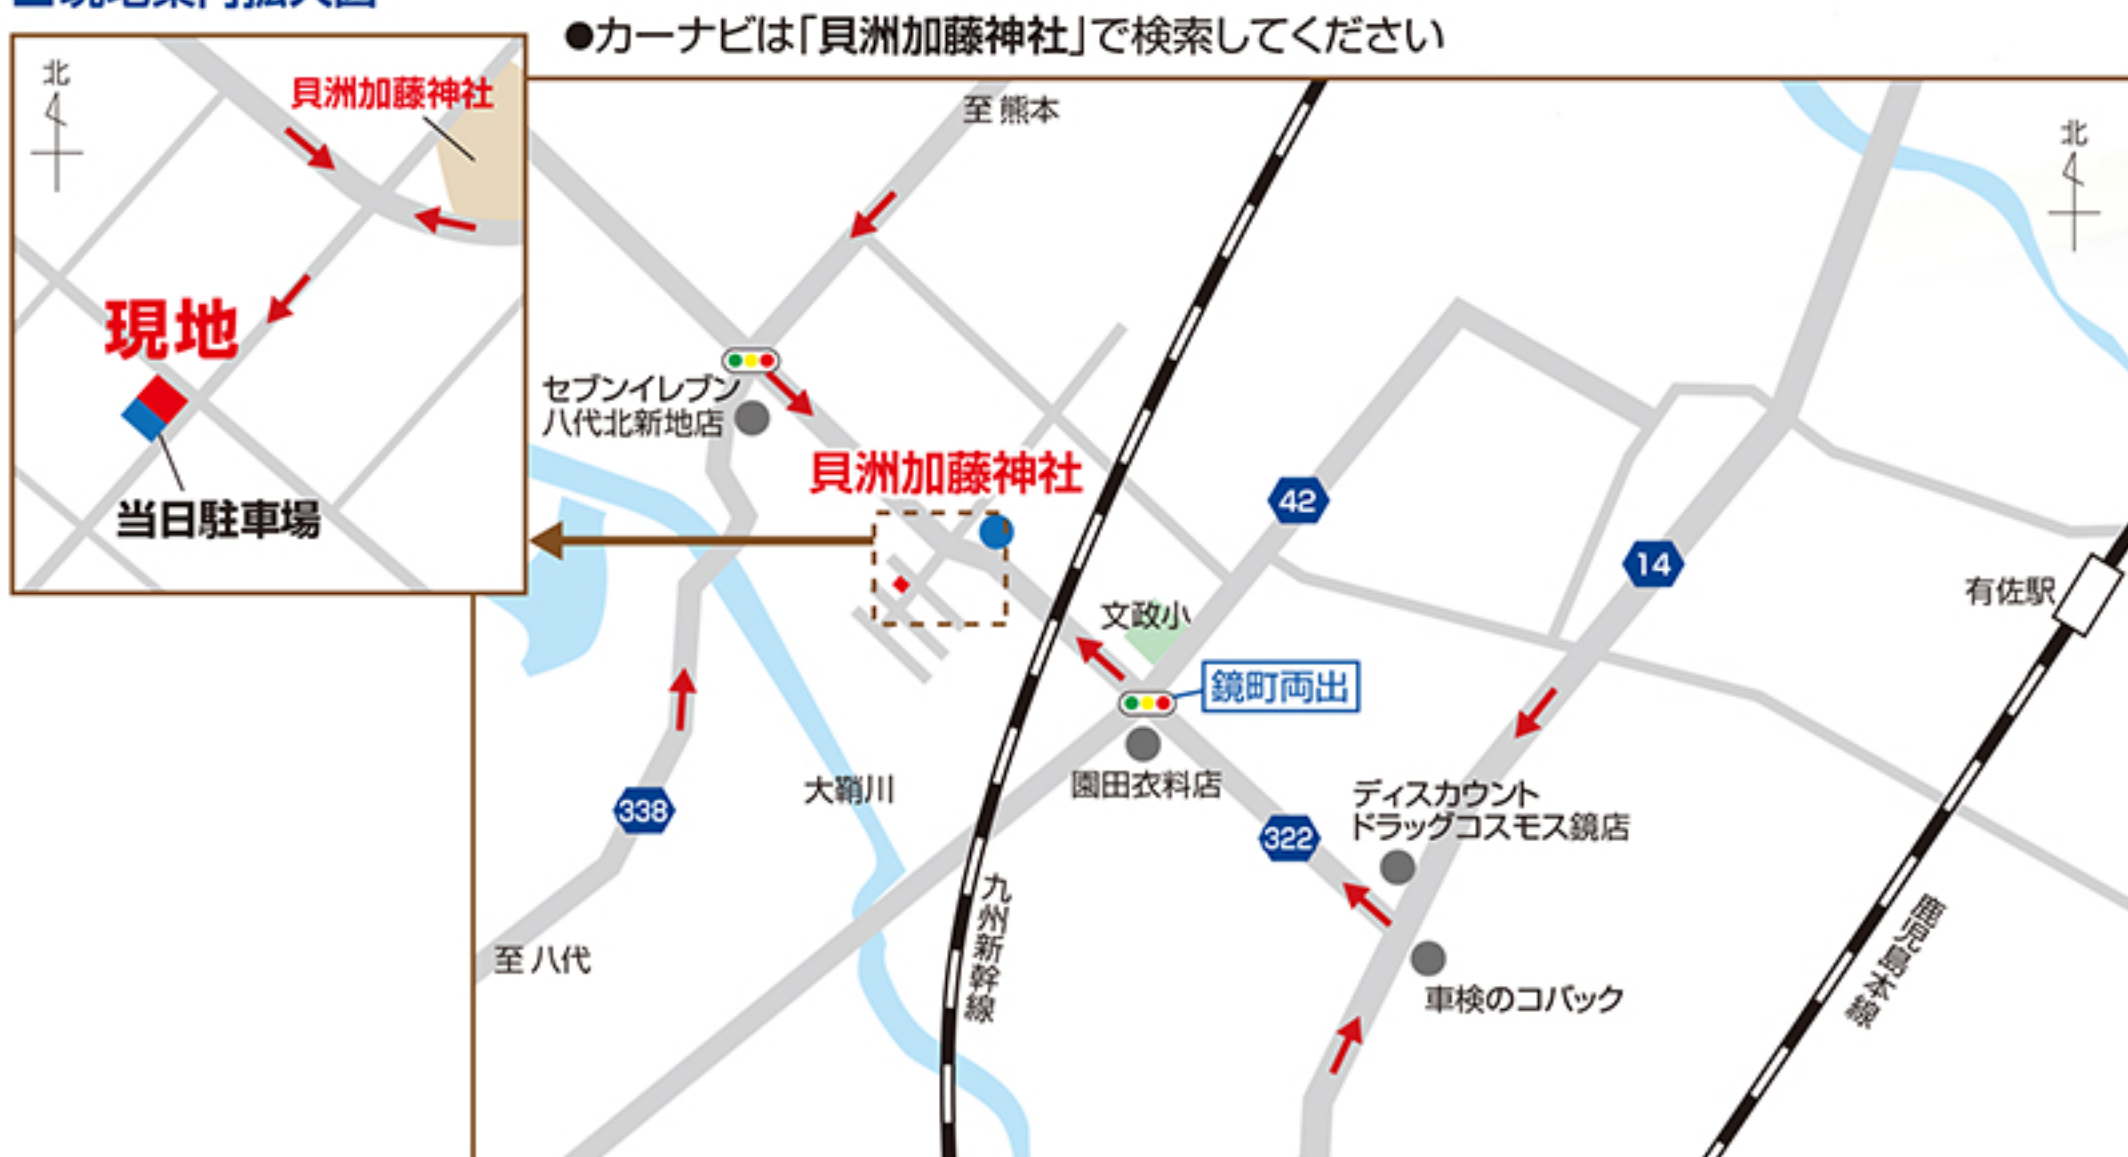 ●カーナビは「貝洲加藤神社」で検索してください
北
貝洲加藤神社
現地
当日駐車場
至 熊本
北
セブンイレブン
八代北新地店
貝洲加藤神社
42
14
有佐駅
文政小
鏡町両出
園田衣料店
大鞘川
338
322
ディスカウント
ドラッグコスモス鏡店
至 八代
九州新幹線
車検のコバック
鹿児島本線